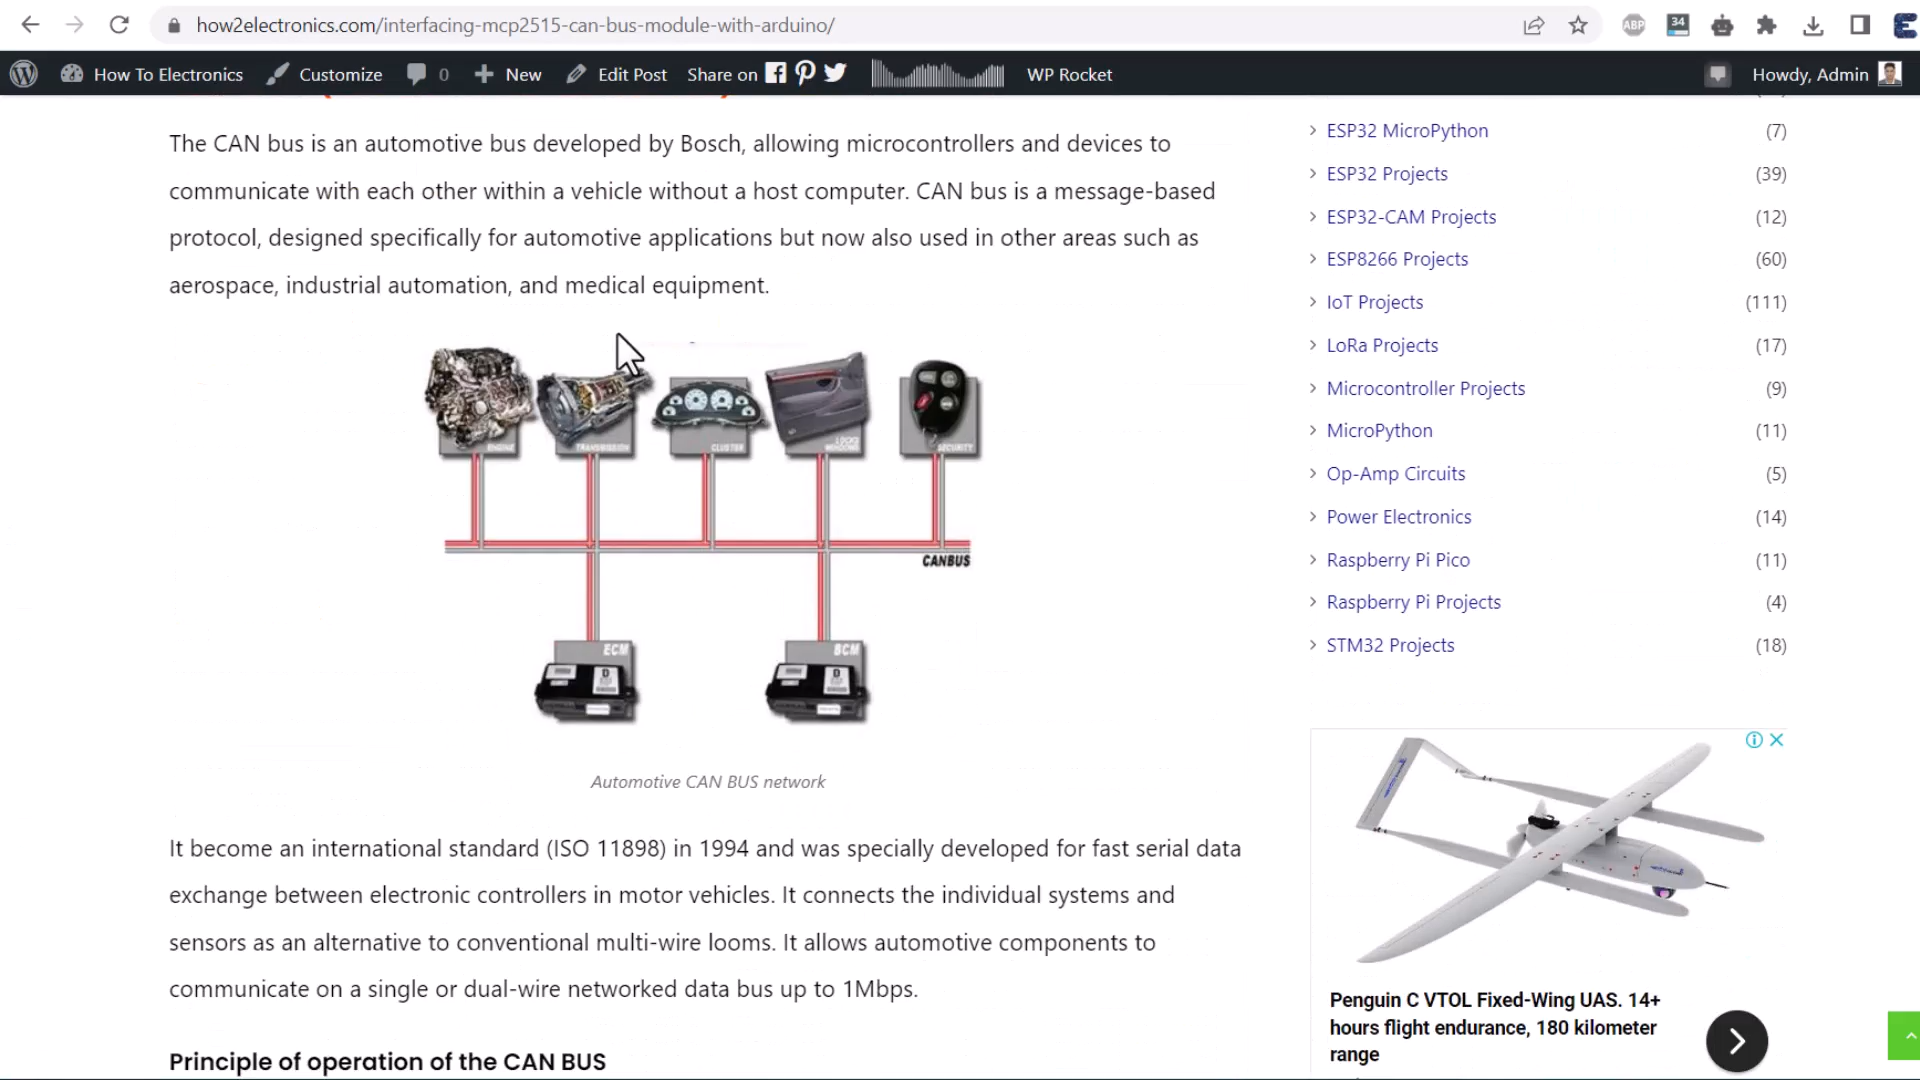 how2electronics.com/interfacing-mcp2515-can-bus-module-with-arduino/
ABP
34
How To Electronics
Customize
0
New
Edit Post
Share on
WP Rocket
Howdy, Admin
The CAN bus is an automotive bus developed by Bosch, allowing microcontrollers and devices to
communicate with each other within a vehicle without a host computer. CAN bus is a message-based
protocol, designed specifically for automotive applications but now also used in other areas such as
aerospace, industrial automation, and medical equipment.
ENGINE
TRANSMISSION
CLUSTER
WINDOWS
SECURITY
CANBUS
ECM
BCM
D
D
Automotive CAN BUS network
It become an international standard (ISO 11898) in 1994 and was specially developed for fast serial data
exchange between electronic controllers in motor vehicles. It connects the individual systems and
sensors as an alternative to conventional multi-wire looms. It allows automotive components to
communicate on a single or dual-wire networked data bus up to 1Mbps.
Principle of operation of the CAN BUS
ESP32 MicroPython (7)
ESP32 Projects (39)
ESP32-CAM Projects (12)
ESP8266 Projects (60)
IoT Projects (111)
LoRa Projects (17)
Microcontroller Projects (9)
MicroPython (11)
Op-Amp Circuits (5)
Power Electronics (14)
Raspberry Pi Pico (11)
Raspberry Pi Projects (4)
STM32 Projects (18)
Penguin C VTOL Fixed-Wing UAS. 14+
hours flight endurance, 180 kilometer
range